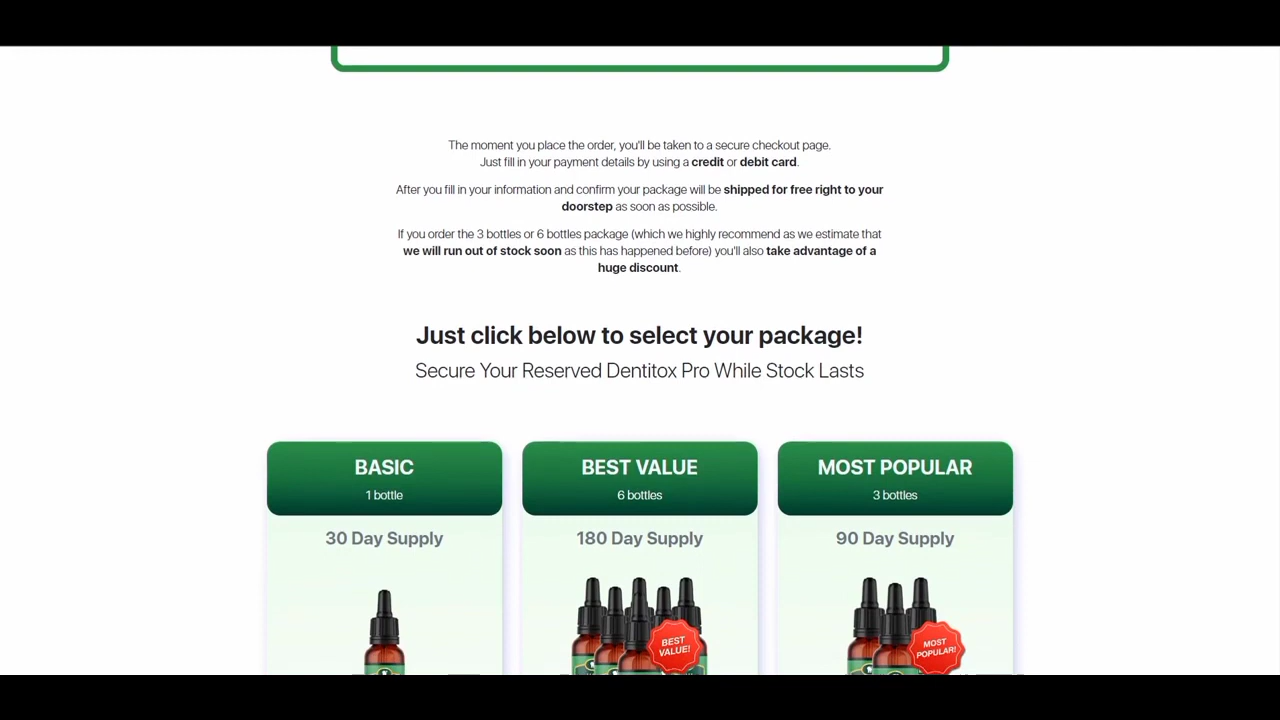 The moment you place the order, you'll be taken to a secure checkout page.
Just fill in your payment details by using a credit or debit card.
After you fill in your information and confirm your package will be shipped for free right to your
doorstep as soon as possible.
If you order the 3 bottles or 6 bottles package (which we highly recommend as we estimate that
we will run out of stock soon as this has happened before) you'll also take advantage of a
huge discount.
Just click below to select your package!
Secure Your Reserved Dentitox Pro While Stock Lasts
BASIC
1 bottle
30 Day Supply
BEST VALUE
6 bottles
180 Day Supply
BEST
VALUE!
MOST POPULAR
3 bottles
90 Day Supply
MOST
POPULAR!